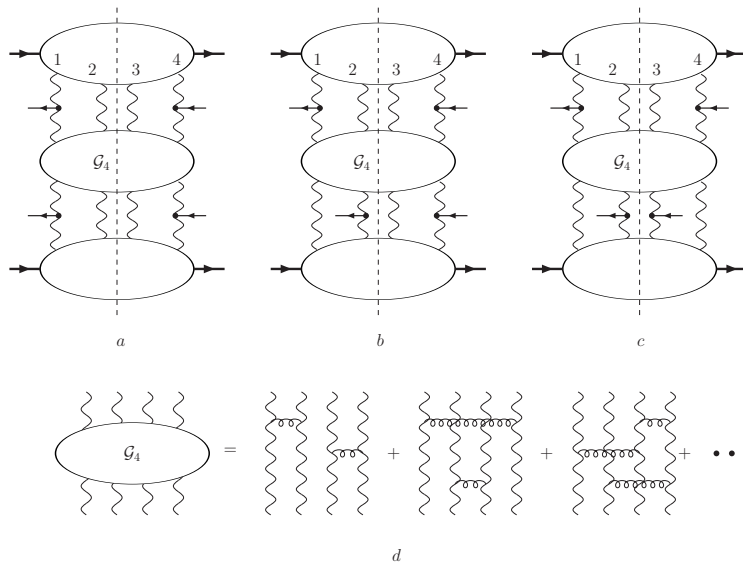 1 2 3 4 1 2 3 4 1 2 3 4
𝒢₄ 𝒢₄ 𝒢₄
a b c
𝒢₄ = + + + • •
d